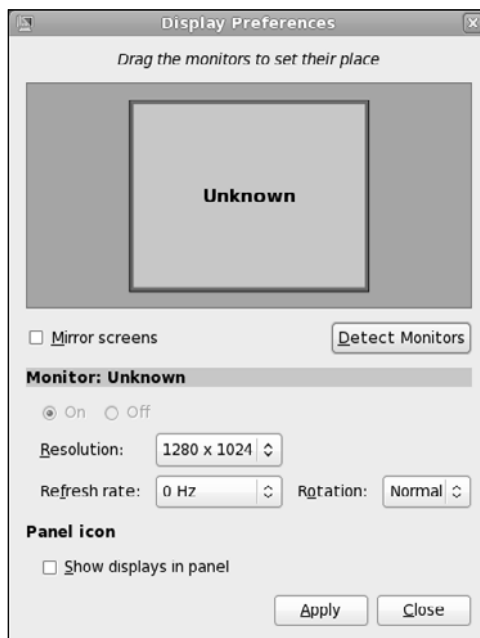 Display Preferences
Drag the monitors to set their place
Unknown
Mirror screens
Detect Monitors
Monitor: Unknown
On Off
Resolution: 1280 x 1024
Refresh rate: 0 Hz Rotation: Normal
Panel icon
Show displays in panel
Apply Close